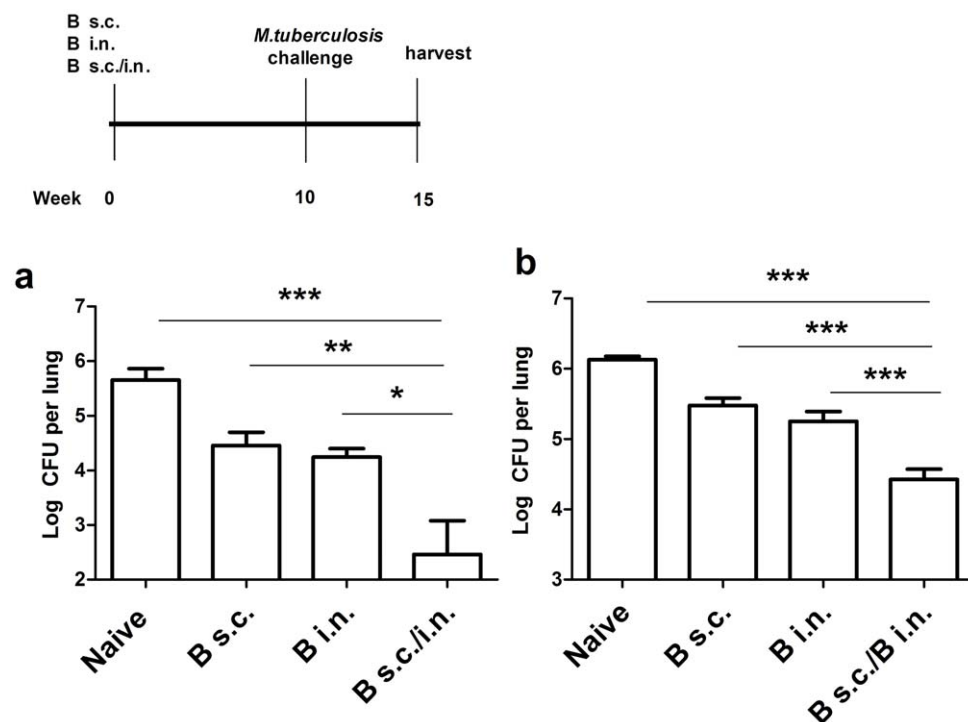 B s.c.
B i.n.
B s.c./i.n.
M.tuberculosis
challenge
harvest
Week 0 10 15
a
***
**
*
Log CFU per lung
7
6
5
4
3
2
Naive
B s.c.
B i.n.
B s.c./i.n.
b
***
***
***
Log CFU per lung
7
6
5
4
3
Naive
B s.c.
B i.n.
B s.c./B i.n.